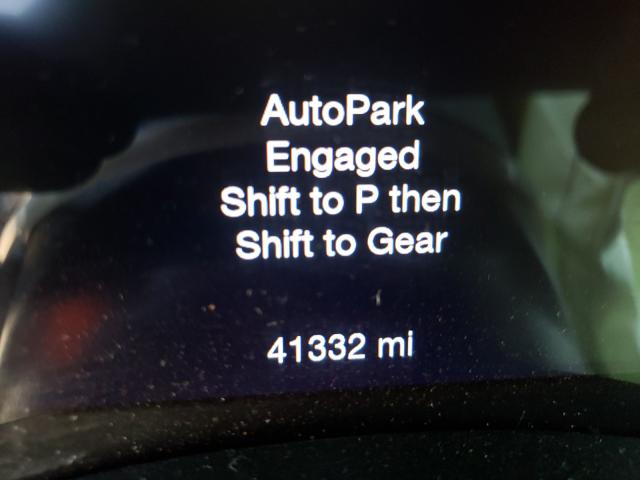 AutoPark
Engaged
Shift to P then
Shift to Gear
41332 mi